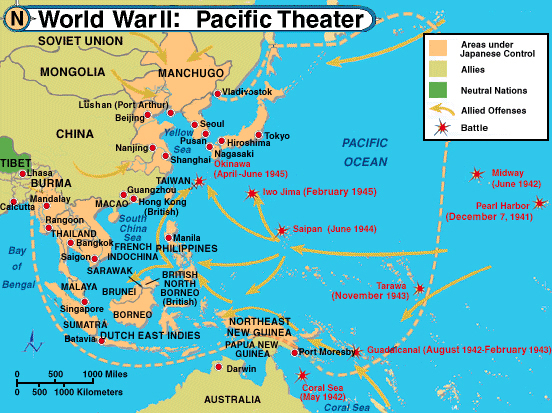 N World War II: Pacific Theater
SOVIET UNION
MONGOLIA
MANCHUGO
Vladivostok
Lushan (Port Arthur)
Beijing
Seoul
Tokyo
Yellow
Sea
Pusan
Hiroshima
CHINA
Nanjing
Nagasaki
Shanghai
Okinawa
(April-June 1945)
PACIFIC
OCEAN
TIBET
Lhasa
BURMA
TAIWAN
Guangzhou
Iwo Jima (February 1945)
Midway
(June 1942)
Calcutta
Mandalay
MACAO
Hong Kong
(British)
Pearl Harbor
(December 7, 1941)
Rangoon
South
China
Sea
Saipan (June 1944)
THAILAND
Bangkok
Manila
FRENCH
INDOCHINA
PHILIPPINES
Bay
of
Bengal
Saigon
SARAWAK
MALAYA
BRUNEI
BRITISH
NORTH
BORNEO
(British)
Tarawa
(November 1943)
Singapore
BORNEO
SUMATRA
Batavia
DUTCH EAST INDIES
NORTHEAST
NEW GUINEA
PAPUA NEW
GUINEA
Port Moresby
Guadalcanal (August 1942-February 1943)
Darwin
Coral Sea
(May 1942)
AUSTRALIA
Coral Sea
N
0 500 1000 Miles
0 500 1000 Kilometers
Areas under
Japanese Control
Allies
Neutral Nations
Allied Offenses
Battle